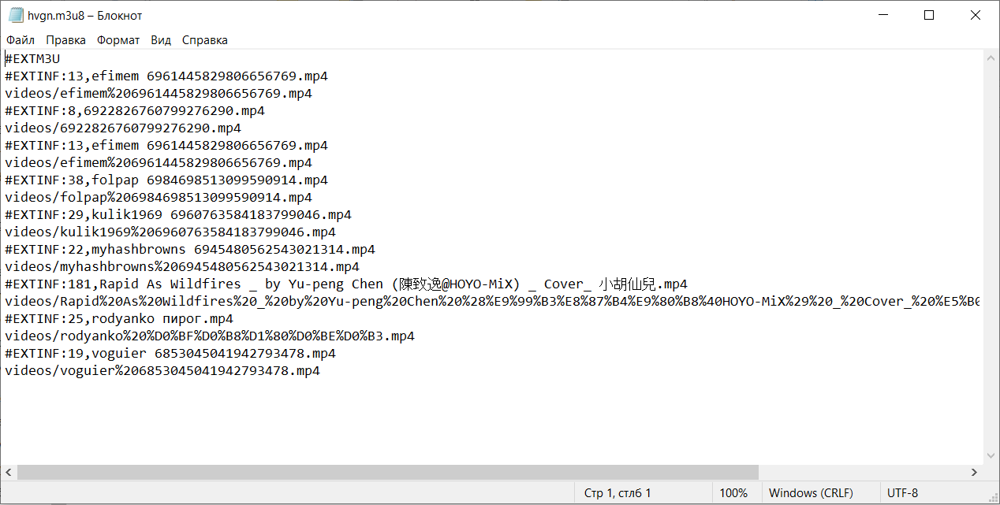 hvgn.m3u8 – Блокнот
Файл Правка Формат Вид Справка
#EXTM3U
#EXTINF:13,efimem 6961445829806656769.mp4
videos/efimem%206961445829806656769.mp4
#EXTINF:8,6922826760799276290.mp4
videos/6922826760799276290.mp4
#EXTINF:13,efimem 6961445829806656769.mp4
videos/efimem%206961445829806656769.mp4
#EXTINF:38,folpap 6984698513099590914.mp4
videos/folpap%206984698513099590914.mp4
#EXTINF:29,kulik1969 6960763584183799046.mp4
videos/kulik1969%206960763584183799046.mp4
#EXTINF:22,myhashbrowns 6945480562543021314.mp4
videos/myhashbrowns%206945480562543021314.mp4
#EXTINF:181,Rapid As Wildfires _ by Yu-peng Chen (陳致逸@HOYO-MiX) _ Cover_ 小胡仙兒.mp4
videos/Rapid%20As%20Wildfires%20_%20by%20Yu-peng%20Chen%20%28%E9%99%B3%E8%87%B4%E9%80%B8%40HOYO-MiX%29%20_%20Cover_%20%E5%B0
#EXTINF:25,rodyanko пирог.mp4
videos/rodyanko%20%D0%BF%D0%B8%D1%80%D0%BE%D0%B3.mp4
#EXTINF:19,voguier 6853045041942793478.mp4
videos/voguier%206853045041942793478.mp4
Стр 1, стлб 1 100% Windows (CRLF) UTF-8